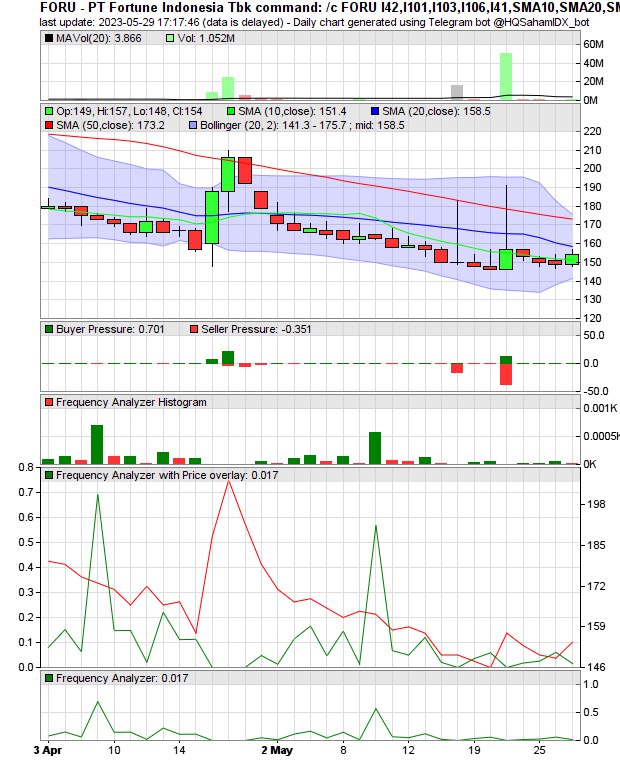 FORU - PT Fortune Indonesia Tbk command: /c FORU I42,I101,I103,I106,I41,SMA10,SMA20,SM
last update: 2023-05-29 17:17:46 (data is delayed) - Daily chart generated using Telegram bot @HQSahamIDX_bot
MAVol(20): 3.866 Vol: 1.052M
60M
40M
20M
0M
Op:149, Hi:157, Lo:148, Cl:154 SMA (10,close): 151.4 SMA (20,close): 158.5
SMA (50,close): 173.2 Bollinger (20, 2): 141.3 - 175.7 ; mid: 158.5
220
210
200
190
180
170
160
150
140
130
120
Buyer Pressure: 0.701 Seller Pressure: -0.351
50.0
0.0
-50.0
Frequency Analyzer Histogram
0.001K
0.0005K
0K
Frequency Analyzer with Price overlay: 0.017
0.8
0.7
0.6
0.5
0.4
0.3
0.2
0.1
0.0
198
185
172
159
146
Frequency Analyzer: 0.017
1.0
0.5
0.0
3 Apr 10 14 2 May 8 12 19 25